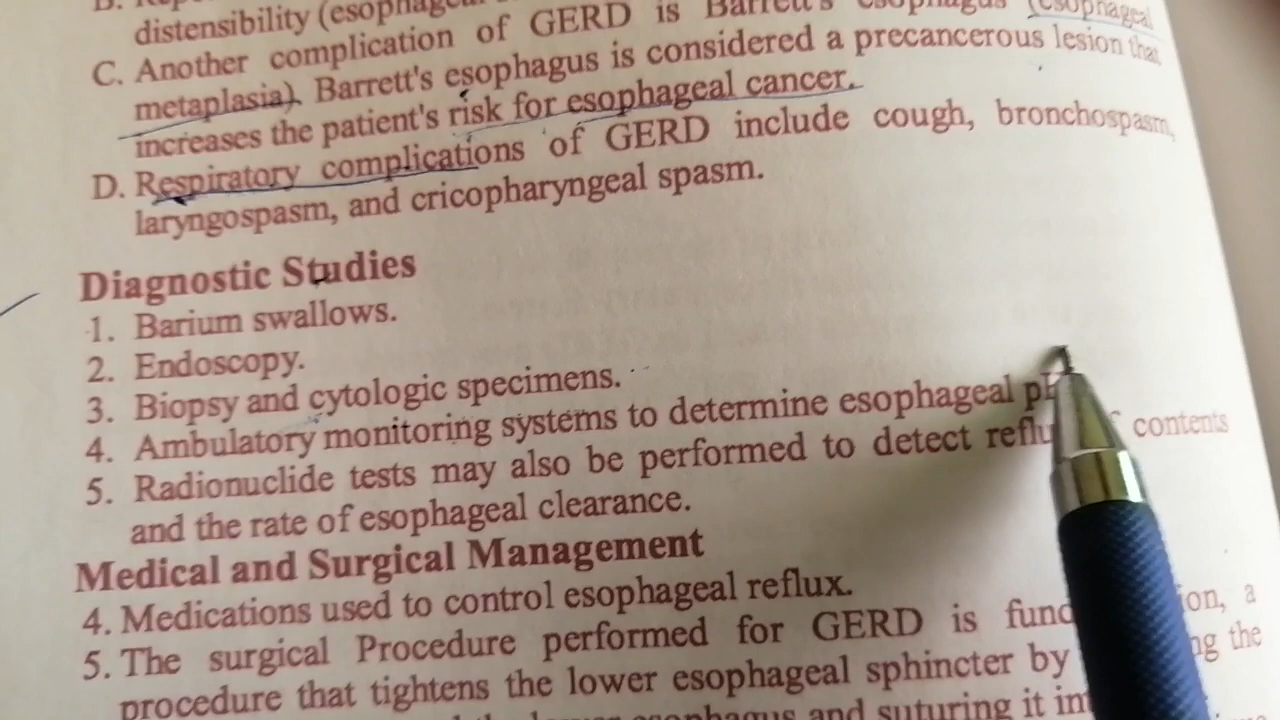 distensibility (esophageal
C. Another complication of GERD is Barrett's esophagus (esophageal
metaplasia). Barrett's esophagus is considered a precancerous lesion that
increases the patient's risk for esophageal cancer.
D. Respiratory complications of GERD include cough, bronchospasm,
laryngospasm, and cricopharyngeal spasm.
Diagnostic Studies
1. Barium swallows.
2. Endoscopy.
3. Biopsy and cytologic specimens.
4. Ambulatory monitoring systems to determine esophageal
5. Radionuclide tests may also be performed to detect contents
and the rate of esophageal clearance.
Medical and Surgical Management
4. Medications used to control esophageal reflux.
5. The surgical Procedure performed for GERD is a
procedure that tightens the lower esophageal sphincter by the
esophagus and suturing it